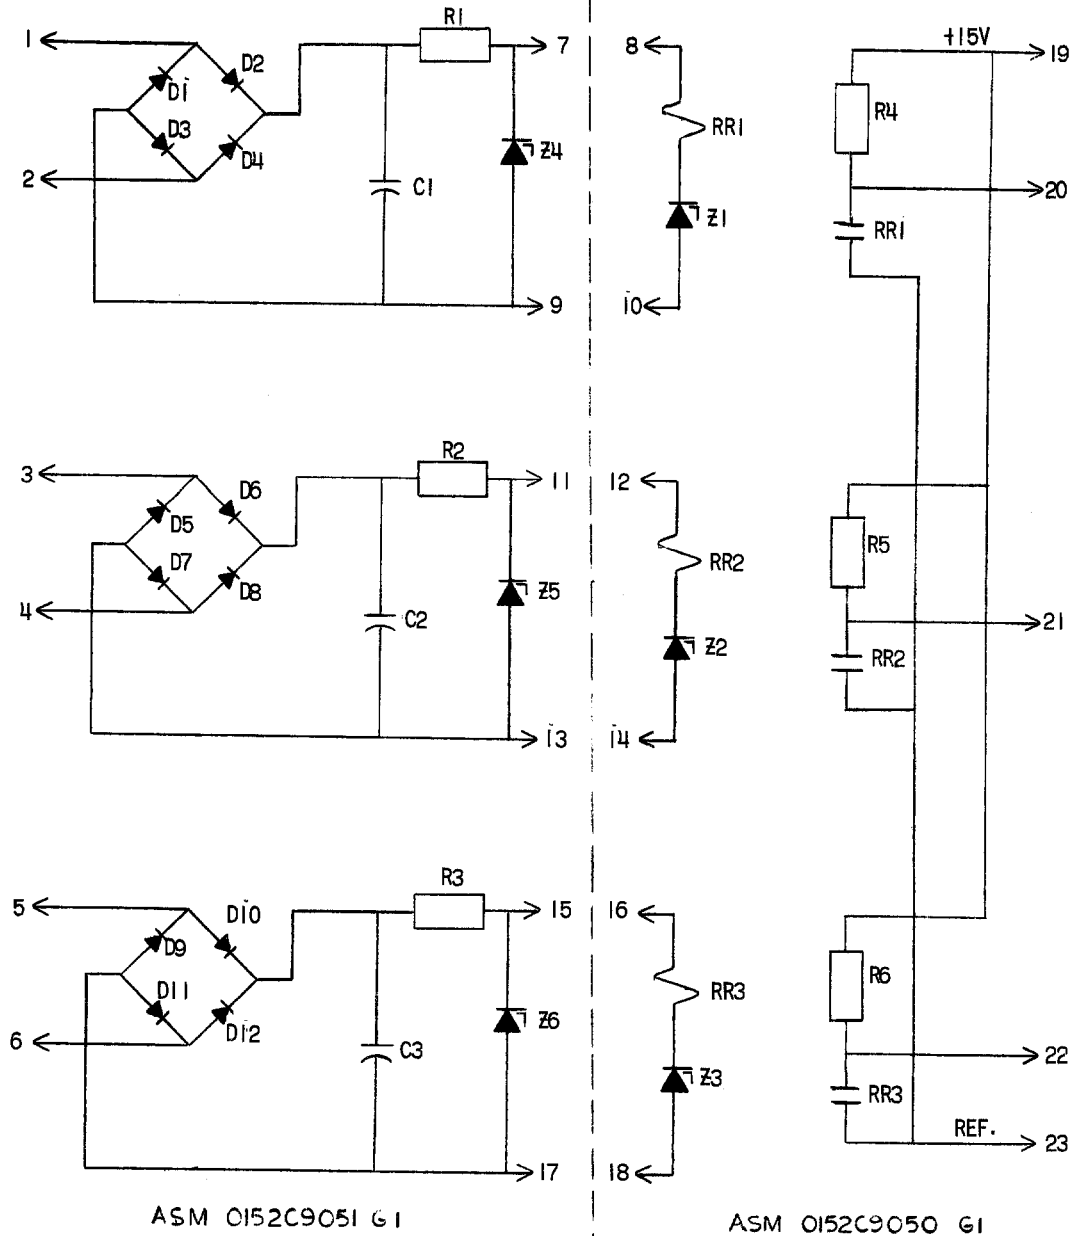 R1
1
7
8
+15V
19
D2
D1
R4
D3
RR1
D4
Z4
2
C1
20
Z1
RR1
9
10
R2
3
11
12
D6
D5
R5
D7
RR2
D8
Z5
4
C2
21
Z2
RR2
13
14
R3
5
D10
15
16
D9
R6
D11
RR3
D12
Z6
6
C3
22
Z3
RR3
REF.
23
17
18
ASM 0152C9051 G1
ASM 0152C9050 G1